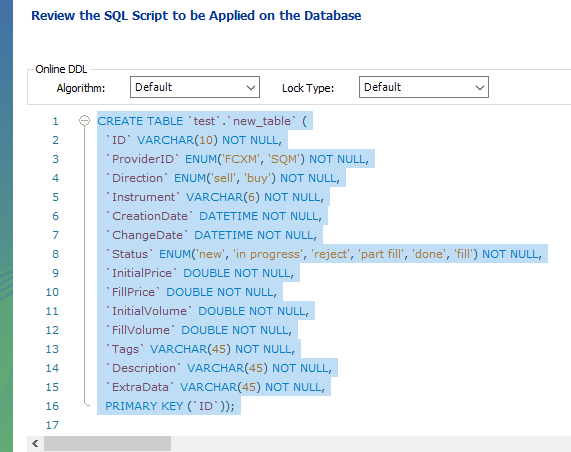 Review the SQL Script to be Applied on the Database
Online DDL
Algorithm: Default Lock Type: Default
1 CREATE TABLE `test`.`new_table` (
2 `ID` VARCHAR(10) NOT NULL,
3 `ProviderID` ENUM('FCXM', 'SQM') NOT NULL,
4 `Direction` ENUM('sell', 'buy') NOT NULL,
5 `Instrument` VARCHAR(6) NOT NULL,
6 `CreationDate` DATETIME NOT NULL,
7 `ChangeDate` DATETIME NOT NULL,
8 `Status` ENUM('new', 'in progress', 'reject', 'part fill', 'done', 'fill') NOT NULL,
9 `InitialPrice` DOUBLE NOT NULL,
10 `FillPrice` DOUBLE NOT NULL,
11 `InitialVolume` DOUBLE NOT NULL,
12 `FillVolume` DOUBLE NOT NULL,
13 `Tags` VARCHAR(45) NOT NULL,
14 `Description` VARCHAR(45) NOT NULL,
15 `ExtraData` VARCHAR(45) NOT NULL,
16 PRIMARY KEY (`ID`));
17